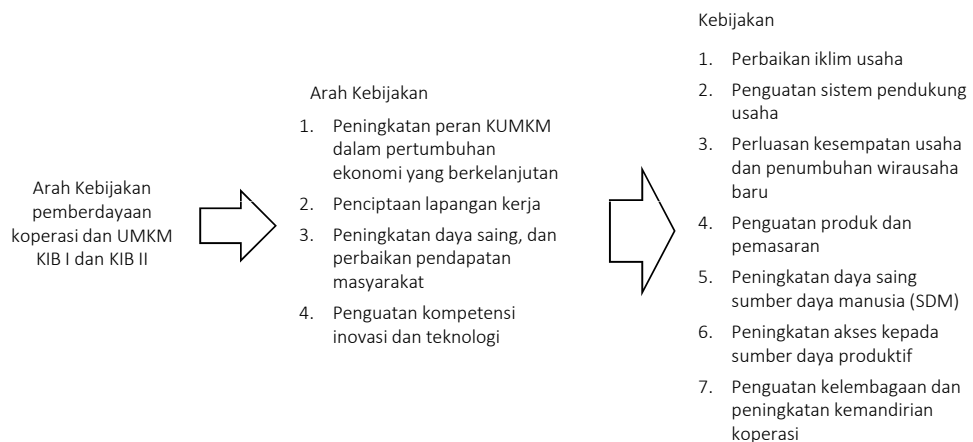 Arah Kebijakan
pemberdayaan
koperasi dan UMKM
KIB I dan KIB II
Arah Kebijakan
1. Peningkatan peran KUMKM
dalam pertumbuhan
ekonomi yang berkelanjutan
2. Penciptaan lapangan kerja
3. Peningkatan daya saing, dan
perbaikan pendapatan
masyarakat
4. Penguatan kompetensi
inovasi dan teknologi
Kebijakan
1. Perbaikan iklim usaha
2. Penguatan sistem pendukung
usaha
3. Perluasan kesempatan usaha
dan penumbuhan wirausaha
baru
4. Penguatan produk dan
pemasaran
5. Peningkatan daya saing
sumber daya manusia (SDM)
6. Peningkatan akses kepada
sumber daya produktif
7. Penguatan kelembagaan dan
peningkatan kemandirian
koperasi